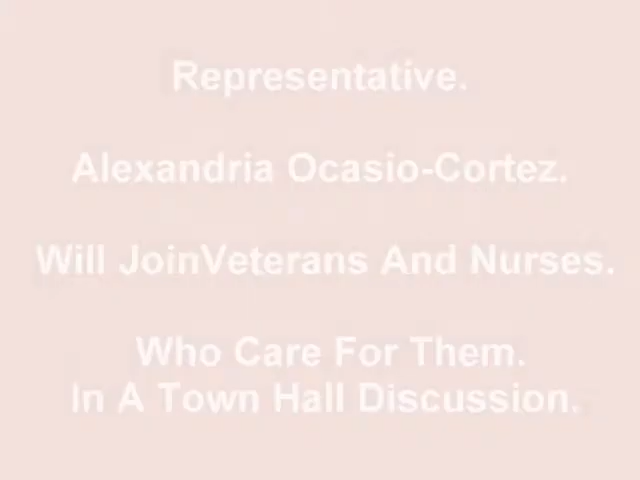 Representative.
Alexandria Ocasio-Cortez.
Will JoinVeterans And Nurses.
Who Care For Them.
In A Town Hall Discussion.